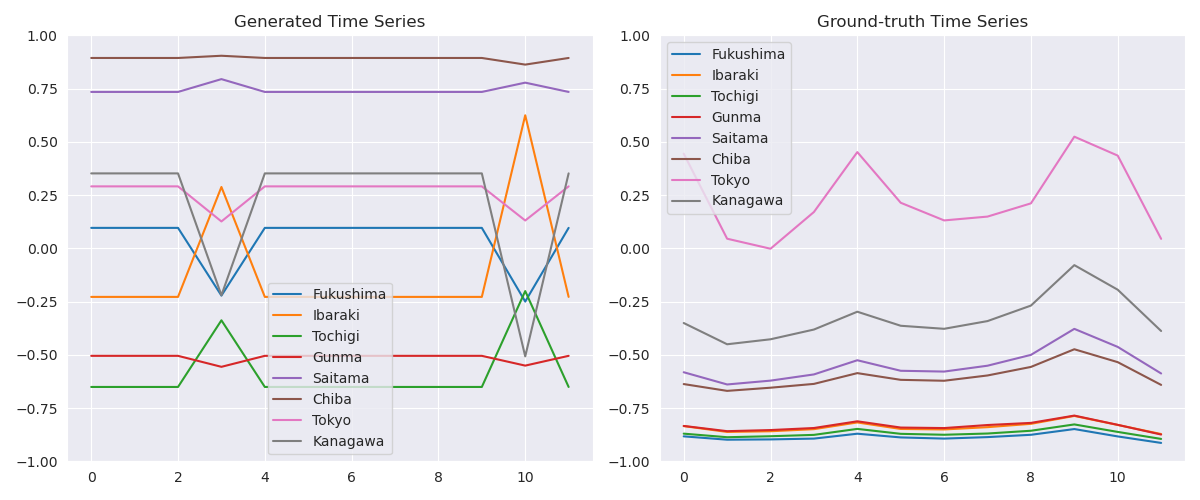 Generated Time Series
1.00
0.75
0.50
0.25
0.00
−0.25
−0.50
−0.75
−1.00
0 2 4 6 8 10
Fukushima
Ibaraki
Tochigi
Gunma
Saitama
Chiba
Tokyo
Kanagawa
Ground-truth Time Series
1.00
0.75
0.50
0.25
0.00
−0.25
−0.50
−0.75
−1.00
0 2 4 6 8 10
Fukushima
Ibaraki
Tochigi
Gunma
Saitama
Chiba
Tokyo
Kanagawa